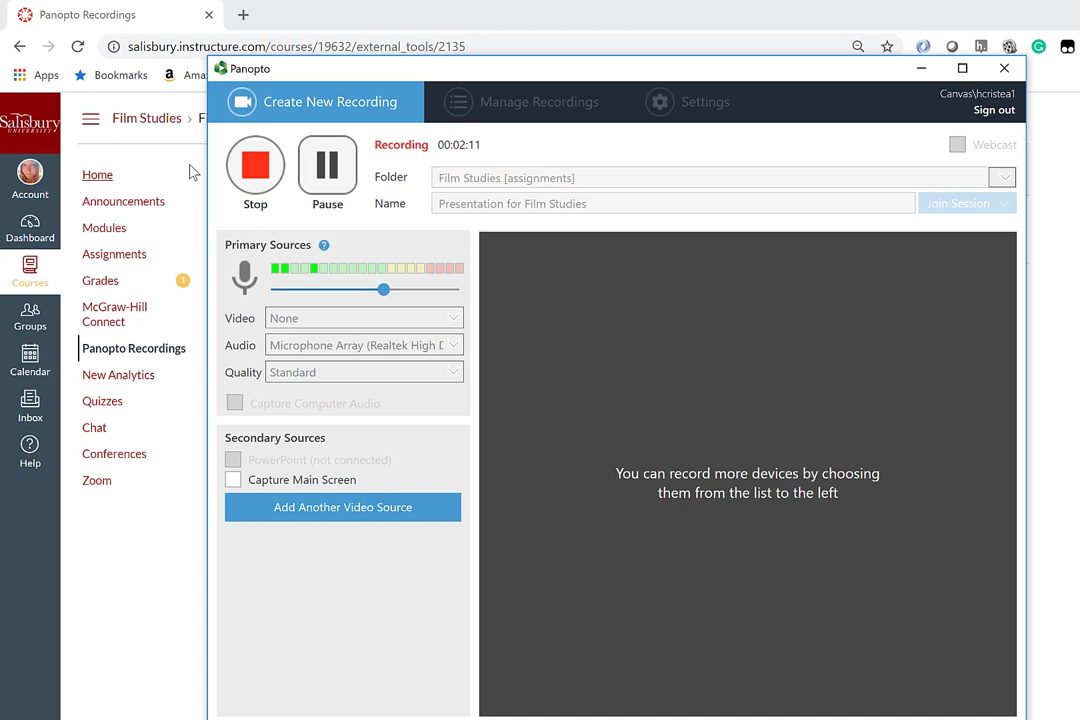 Panopto Recordings
salisbury.instructure.com/courses/19632/external_tools/2135
Apps
Bookmarks
Panopto
Create New Recording
Manage Recordings
Settings
Canvas\hcristea1
Sign out
Salisbury
UNIVERSITY
Account
Dashboard
Courses
Groups
Calendar
Inbox
Help
Film Studies
Home
Announcements
Modules
Assignments
Grades
1
McGraw-Hill
Connect
Panopto Recordings
New Analytics
Quizzes
Chat
Conferences
Zoom
Stop
Pause
Recording 00:02:11
Webcast
Folder
Film Studies [assignments]
Name
Presentation for Film Studies
Join Session
Primary Sources ?
Video None
Audio Microphone Array (Realtek High
Quality Standard
Capture Computer Audio
Secondary Sources
PowerPoint (not connected)
Capture Main Screen
Add Another Video Source
You can record more devices by choosing
them from the list to the left